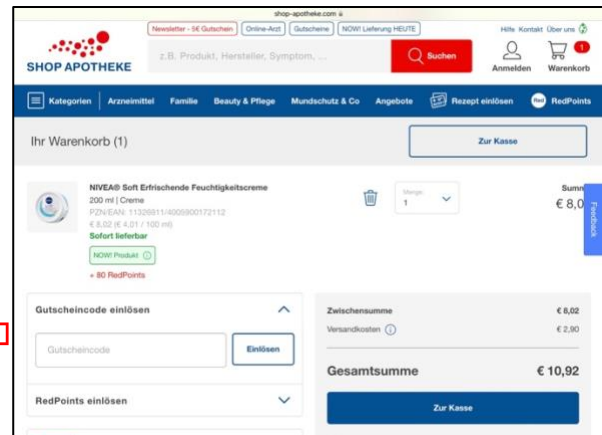 shop-apotheke.com
Newsletter - 5€ Gutschein
Online-Arzt
Gutscheine
NOW! Lieferung HEUTE
Hilfe Kontakt Über uns
SHOP APOTHEKE
z.B. Produkt, Hersteller, Symptom, ...
Suchen
Anmelden
1
Warenkorb
Kategorien
Arzneimittel
Familie
Beauty & Pflege
Mundschutz & Co
Angebote
Rezept einlösen
Red
RedPoints
Ihr Warenkorb (1)
Zur Kasse
NIVEA® Soft Erfrischende Feuchtigkeitscreme
200 ml | Creme
PZN/EAN: 11326911/4005900172112
€ 8,02 (€ 4,01 / 100 ml)
Sofort lieferbar
NOW! Produkt
+ 80 RedPoints
Menge
1
Summ
€ 8,0
Feedback
Gutscheincode einlösen
Gutscheincode
Einlösen
RedPoints einlösen
Zwischensumme € 8,02
Versandkosten € 2,90
Gesamtsumme € 10,92
Zur Kasse